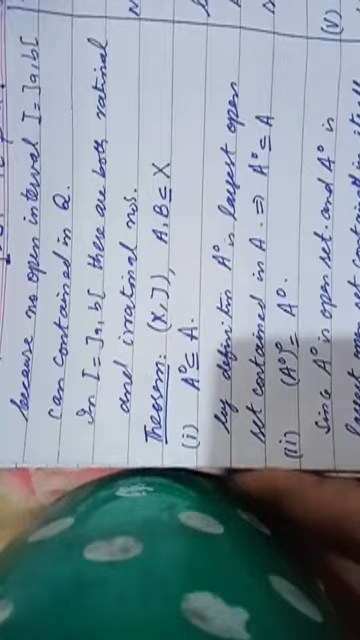 because no open interval I = ]a,b[
can contained in Q.
In I = ]a,b[ there are both rational
and irrational nos.
Theorem: (X,J), A,B ⊆ X
(i) A° ⊆ A.
by definition A° is largest open
set contained in A. ⇒ A° ⊆ A
(ii) (A°)° = A°.
Since A° is open set and A° is
(v)